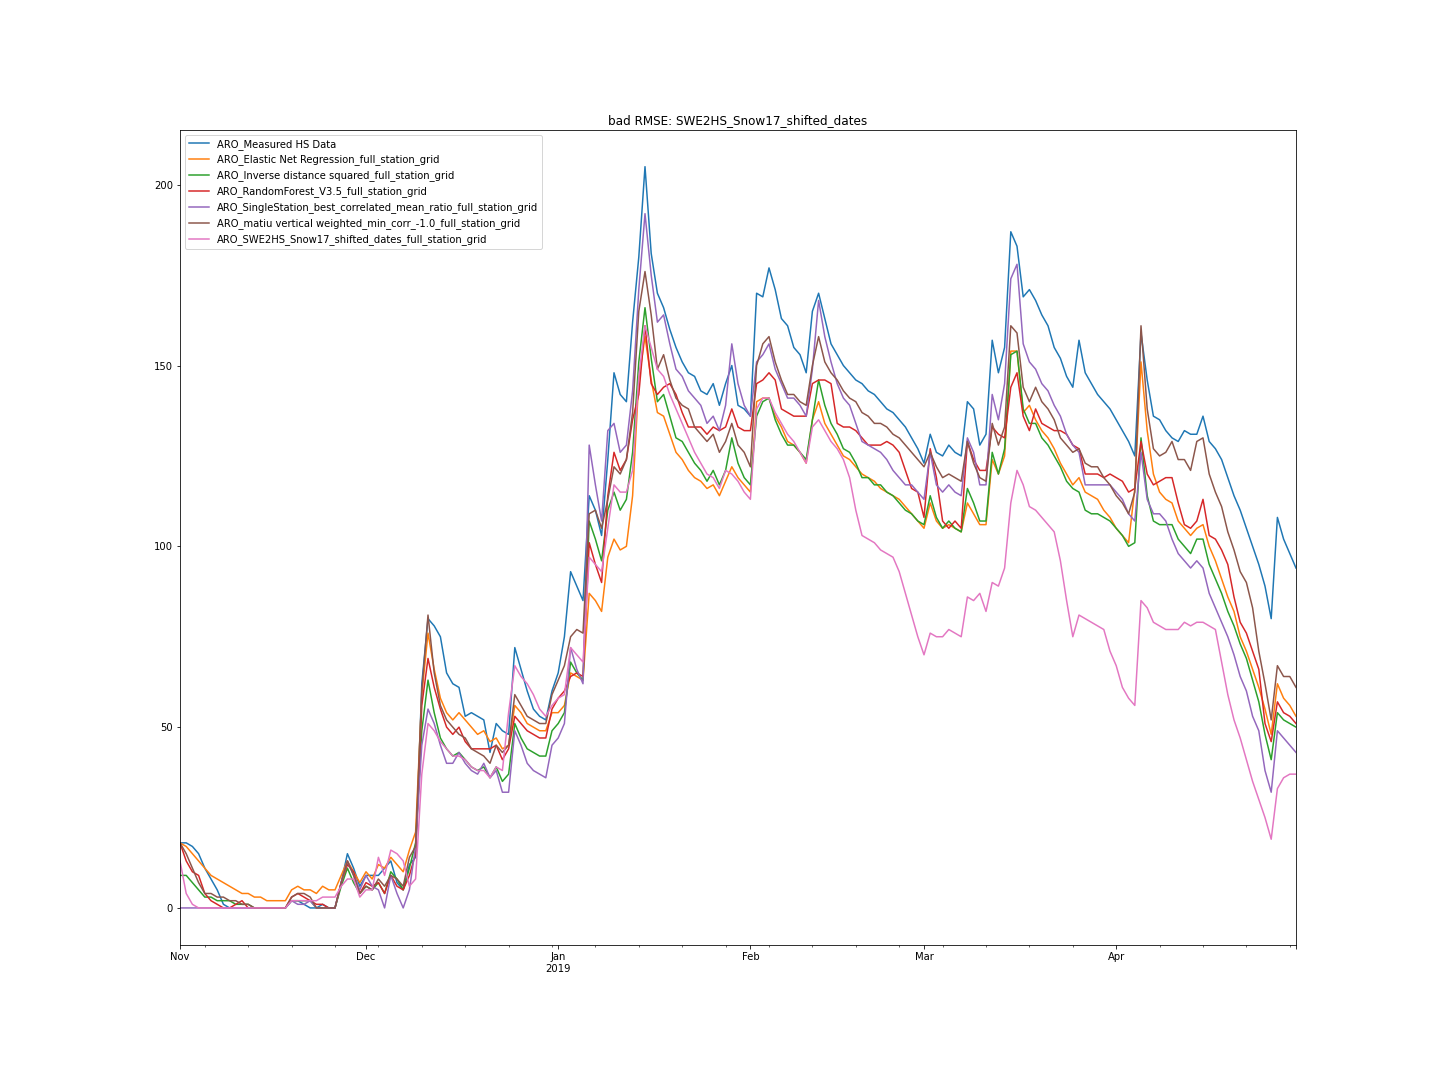 bad RMSE: SWE2HS_Snow17_shifted_dates
ARO_Measured HS Data
ARO_Elastic Net Regression_full_station_grid
ARO_Inverse distance squared_full_station_grid
ARO_RandomForest_V3.5_full_station_grid
ARO_SingleStation_best_correlated_mean_ratio_full_station_grid
ARO_matiu vertical weighted_min_corr_-1.0_full_station_grid
ARO_SWE2HS_Snow17_shifted_dates_full_station_grid
200
150
100
50
0
Nov Dec Jan Feb Mar Apr
2019